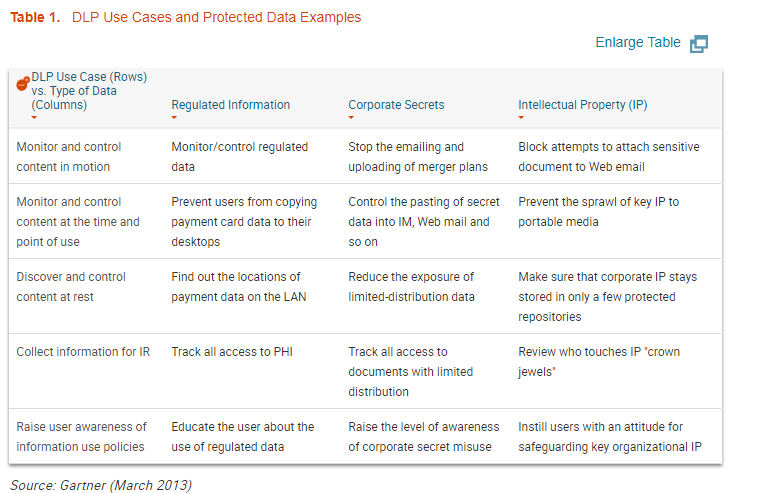 Table 1. DLP Use Cases and Protected Data Examples
Enlarge Table
DLP Use Case (Rows)
vs. Type of Data
(Columns)
Regulated Information
Corporate Secrets
Intellectual Property (IP)
Monitor and control
content in motion
Monitor/control regulated
data
Stop the emailing and
uploading of merger plans
Block attempts to attach sensitive
document to Web email
Monitor and control
content at the time and
point of use
Prevent users from copying
payment card data to their
desktops
Control the pasting of secret
data into IM, Web mail and
so on
Prevent the sprawl of key IP to
portable media
Discover and control
content at rest
Find out the locations of
payment data on the LAN
Reduce the exposure of
limited-distribution data
Make sure that corporate IP stays
stored in only a few protected
repositories
Collect information for IR
Track all access to PHI
Track all access to
documents with limited
distribution
Review who touches IP "crown
jewels"
Raise user awareness of
information use policies
Educate the user about the
use of regulated data
Raise the level of awareness
of corporate secret misuse
Instill users with an attitude for
safeguarding key organizational IP
Source: Gartner (March 2013)